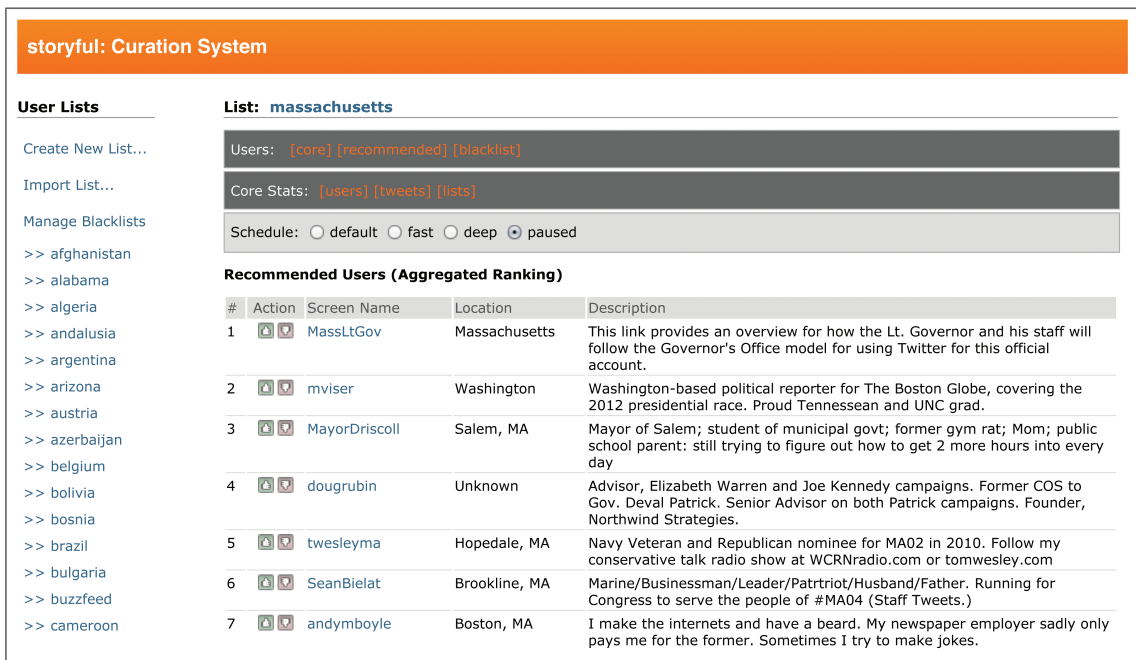 storyful: Curation System
User Lists
Create New List...
Import List...
Manage Blacklists
>> afghanistan
>> alabama
>> algeria
>> andalusia
>> argentina
>> arizona
>> austria
>> azerbaijan
>> belgium
>> bolivia
>> bosnia
>> brazil
>> bulgaria
>> buzzfeed
>> cameroon
List: massachusetts
Users: [core] [recommended] [blacklist]
Core Stats: [users] [tweets] [lists]
Schedule: default fast deep paused
Recommended Users (Aggregated Ranking)
# Action Screen Name Location Description
1 MassLtGov Massachusetts This link provides an overview for how the Lt. Governor and his staff will
follow the Governor's Office model for using Twitter for this official
account.
2 mviser Washington Washington-based political reporter for The Boston Globe, covering the
2012 presidential race. Proud Tennessean and UNC grad.
3 MayorDriscoll Salem, MA Mayor of Salem; student of municipal govt; former gym rat; Mom; public
school parent: still trying to figure out how to get 2 more hours into every
day
4 dougrubin Unknown Advisor, Elizabeth Warren and Joe Kennedy campaigns. Former COS to
Gov. Deval Patrick. Senior Advisor on both Patrick campaigns. Founder,
Northwind Strategies.
5 twesleyma Hopedale, MA Navy Veteran and Republican nominee for MA02 in 2010. Follow my
conservative talk radio show at WCRNradio.com or tomwesley.com
6 SeanBielat Brookline, MA Marine/Businessman/Leader/Patrtriot/Husband/Father. Running for
Congress to serve the people of #MA04 (Staff Tweets.)
7 andymboyle Boston, MA I make the internets and have a beard. My newspaper employer sadly only
pays me for the former. Sometimes I try to make jokes.